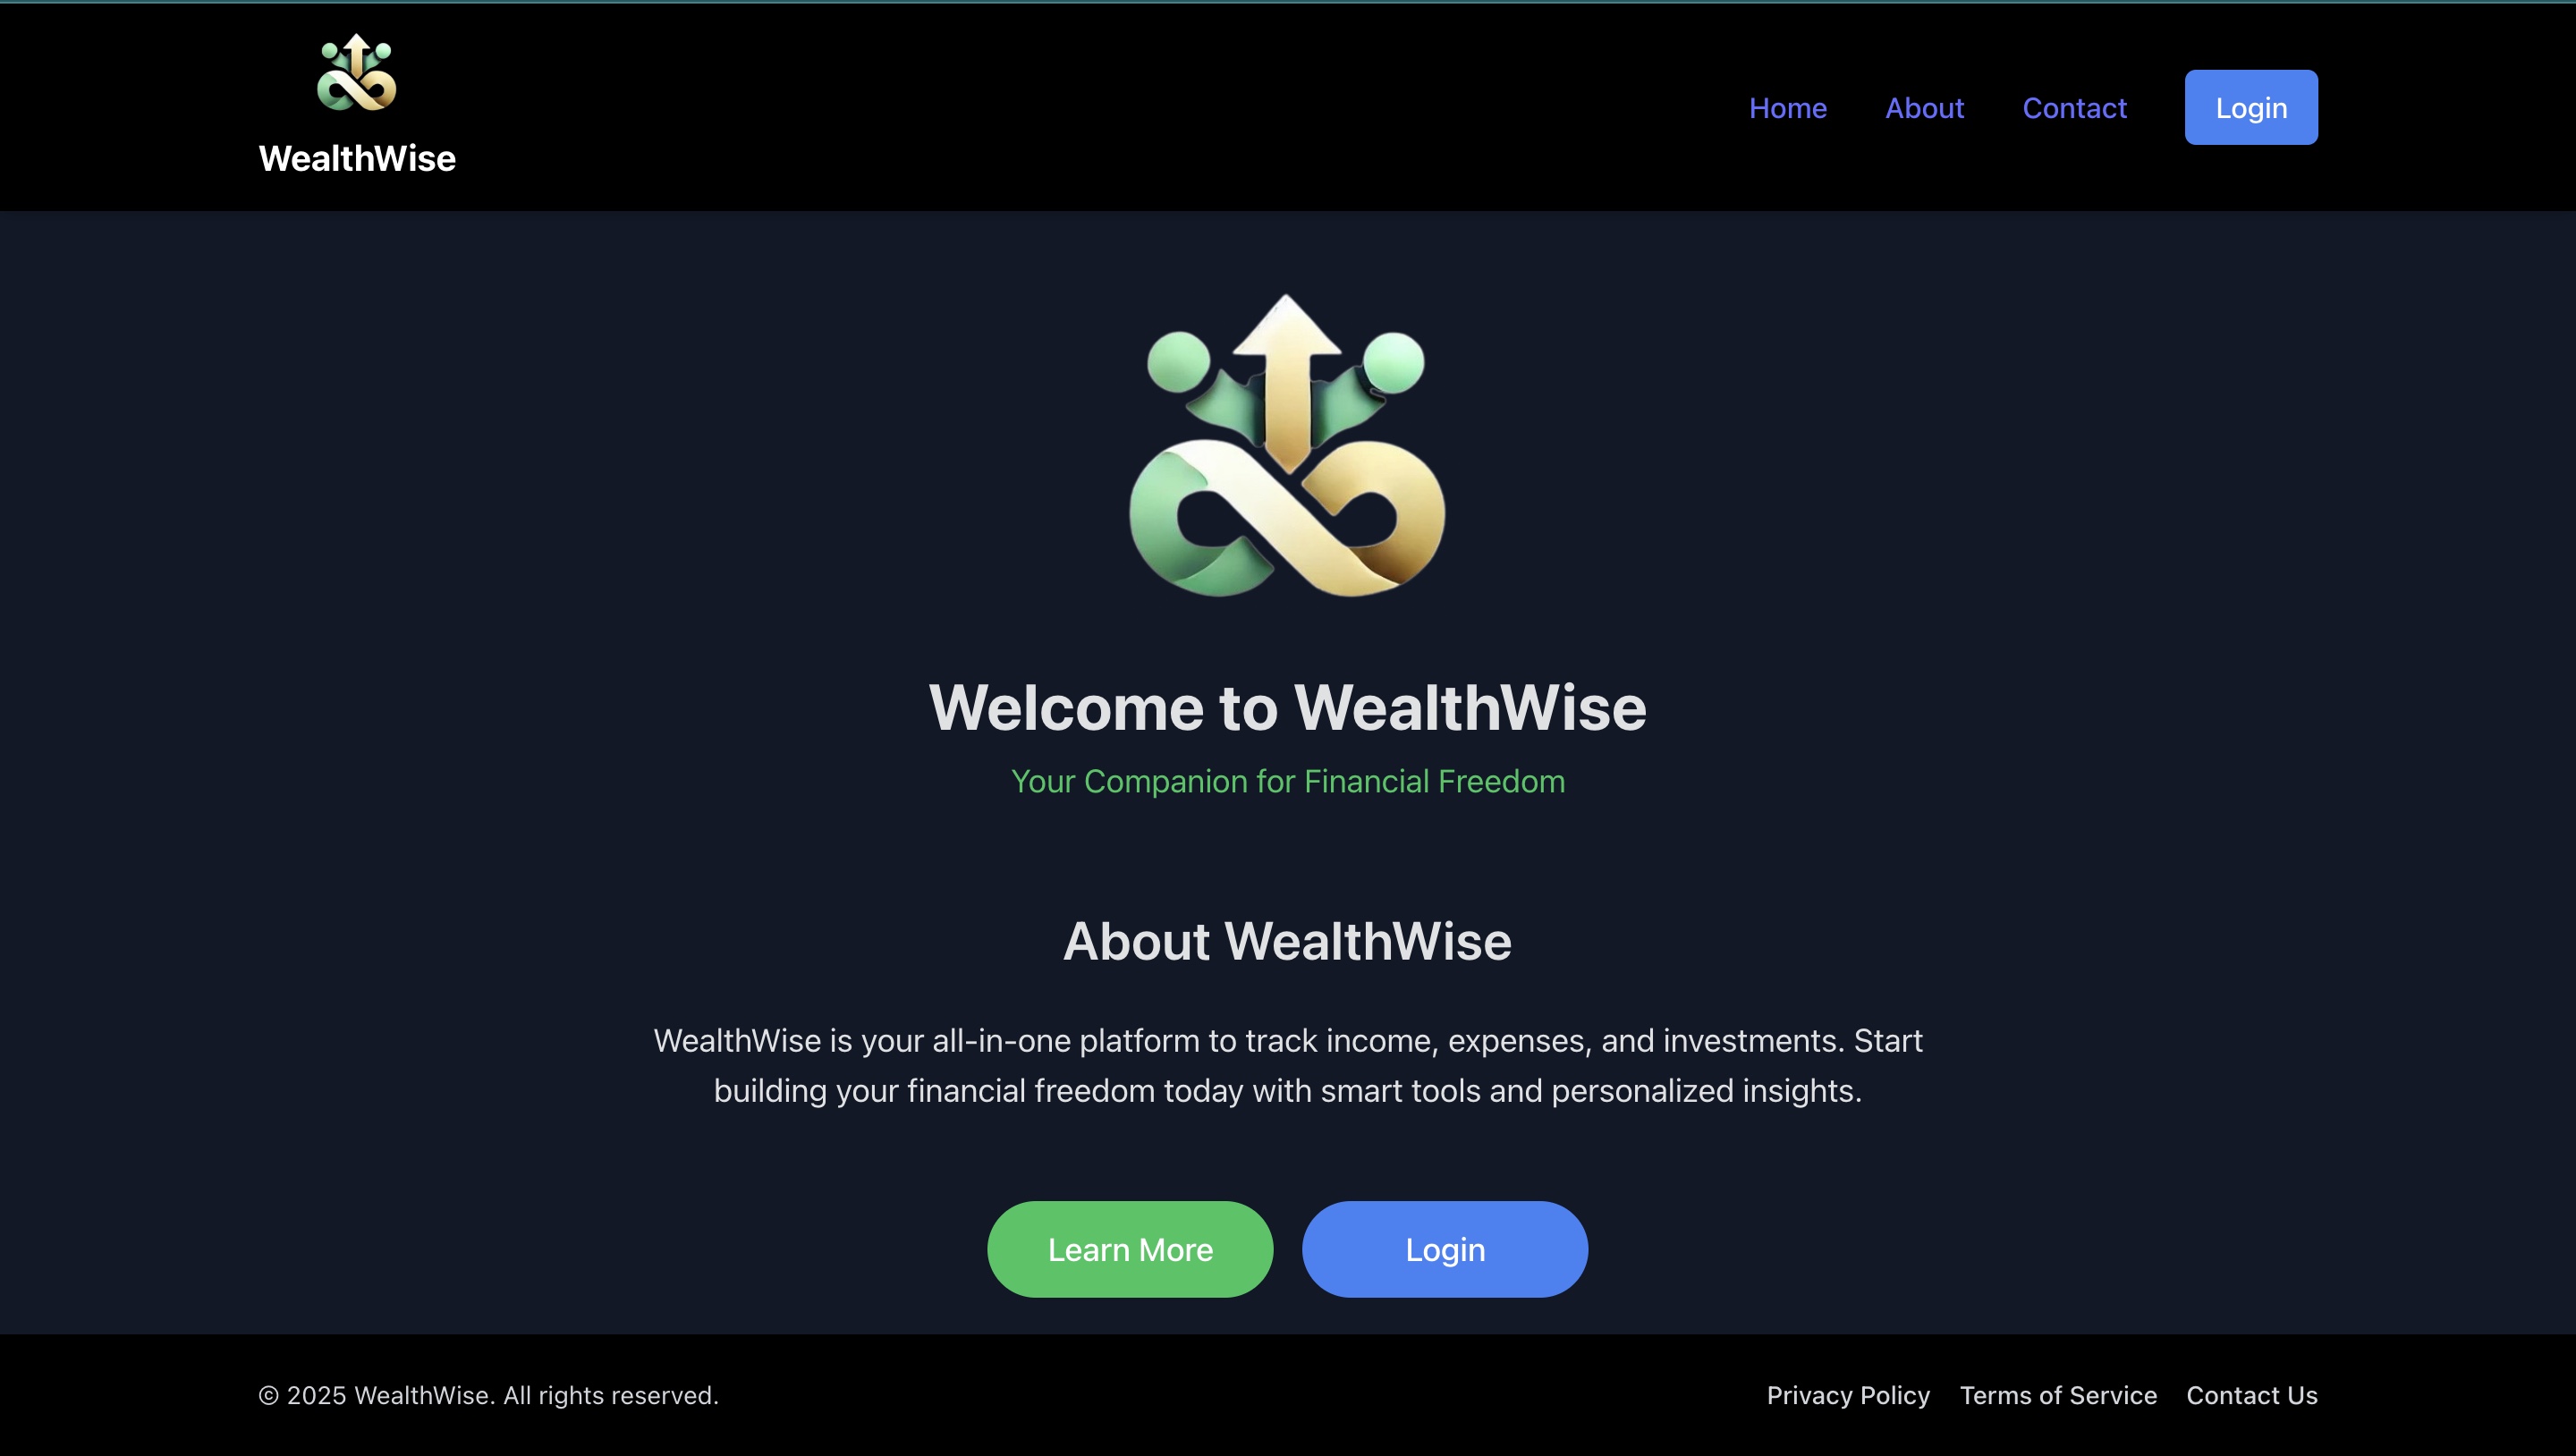 WealthWise
Home
About
Contact
Login
Welcome to WealthWise
Your Companion for Financial Freedom
About WealthWise
WealthWise is your all-in-one platform to track income, expenses, and investments. Start
building your financial freedom today with smart tools and personalized insights.
Learn More
Login
© 2025 WealthWise. All rights reserved.
Privacy Policy
Terms of Service
Contact Us